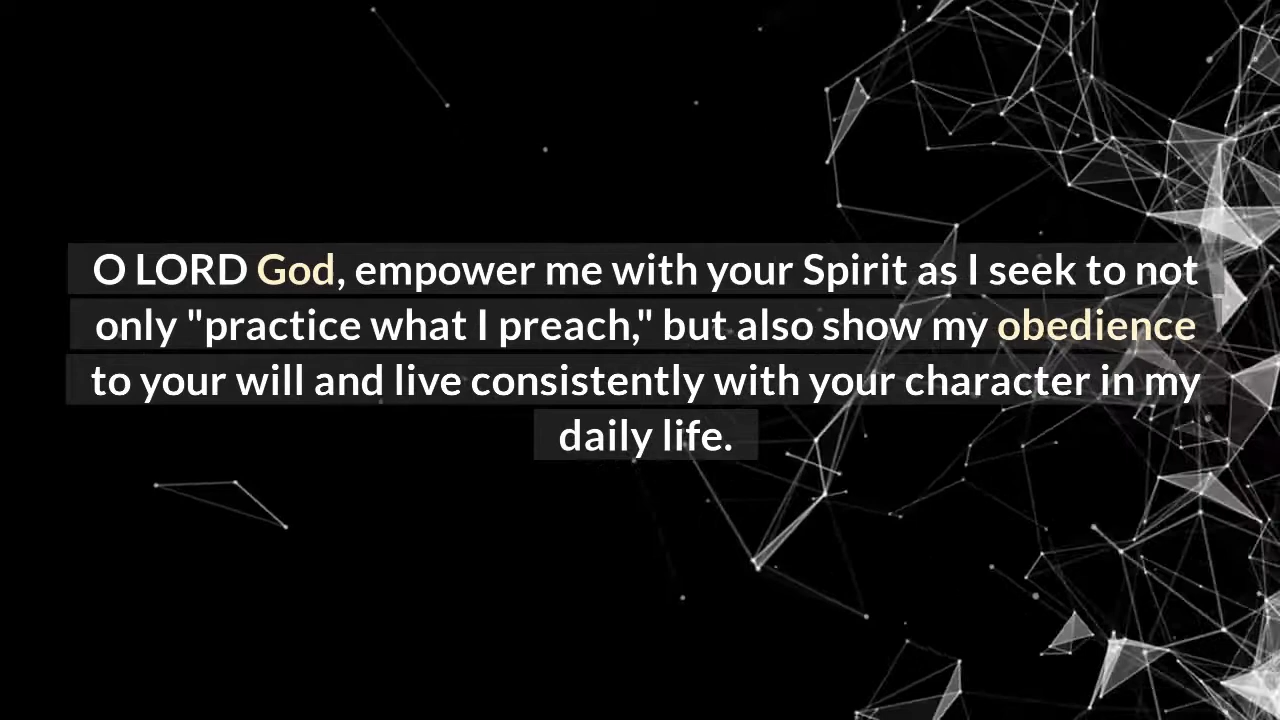 O LORD God, empower me with your Spirit as I seek to not
only "practice what I preach," but also show my obedience
to your will and live consistently with your character in my
daily life.